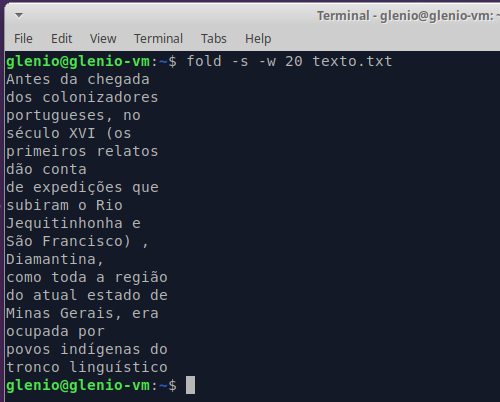 Terminal - glenio@glenio-vm: ~
File Edit View Terminal Tabs Help
glenio@glenio-vm:~$ fold -s -w 20 texto.txt
Antes da chegada
dos colonizadores
portugueses, no
século XVI (os
primeiros relatos
dão conta
de expedições que
subiram o Rio
Jequitinhonha e
São Francisco) ,
Diamantina,
como toda a região
do atual estado de
Minas Gerais, era
ocupada por
povos indígenas do
tronco linguístico
glenio@glenio-vm:~$